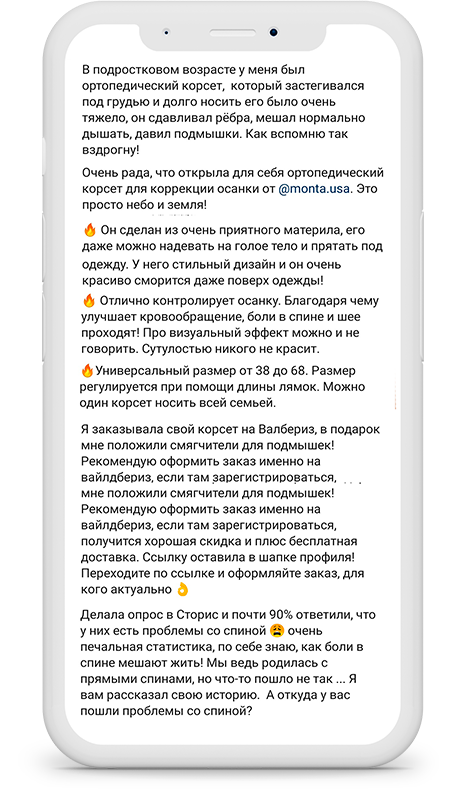 В подростковом возрасте у меня был
ортопедический корсет,  который застегивался
под грудью и долго носить его было очень
тяжело, он сдавливал рёбра, мешал нормально
дышать, давил подмышки. Как вспомню так
вздрогну!
Очень рада, что открыла для себя ортопедический
корсет для коррекции осанки от @monta.usa. Это
просто небо и земля!
🔥 Он сделан из очень приятного материла, его
даже можно надевать на голое тело и прятать под
одежду. У него стильный дизайн и он очень
красиво сморится даже поверх одежды!
🔥 Отлично контролирует осанку. Благодаря чему
улучшает кровообращение, боли в спине и шее
проходят! Про визуальный эффект можно и не
говорить. Сутулостью никого не красит.
🔥Универсальный размер от 38 до 68. Размер
регулируется при помощи длины лямок. Можно
один корсет носить всей семьей.
Я заказывала свой корсет на Валбериз, в подарок
мне положили смягчители для подмышек!
Рекомендую оформить заказ именно на
вайлдбериз, если там зарегистрироваться,
мне положили смягчители для подмышек!
Рекомендую оформить заказ именно на
вайлдбериз, если там зарегистрироваться,
получится хорошая скидка и плюс бесплатная
доставка. Ссылку оставила в шапке профиля!
Переходите по ссылке и оформляйте заказ, для
кого актуально 👌
Делала опрос в Сторис и почти 90% ответили, что
у них есть проблемы со спиной 😩 очень
печальная статистика, по себе знаю, как боли в
спине мешают жить! Мы ведь родилась с
прямыми спинами, но что-то пошло не так ... Я
вам рассказал свою историю.  А откуда у вас
пошли проблемы со спиной?